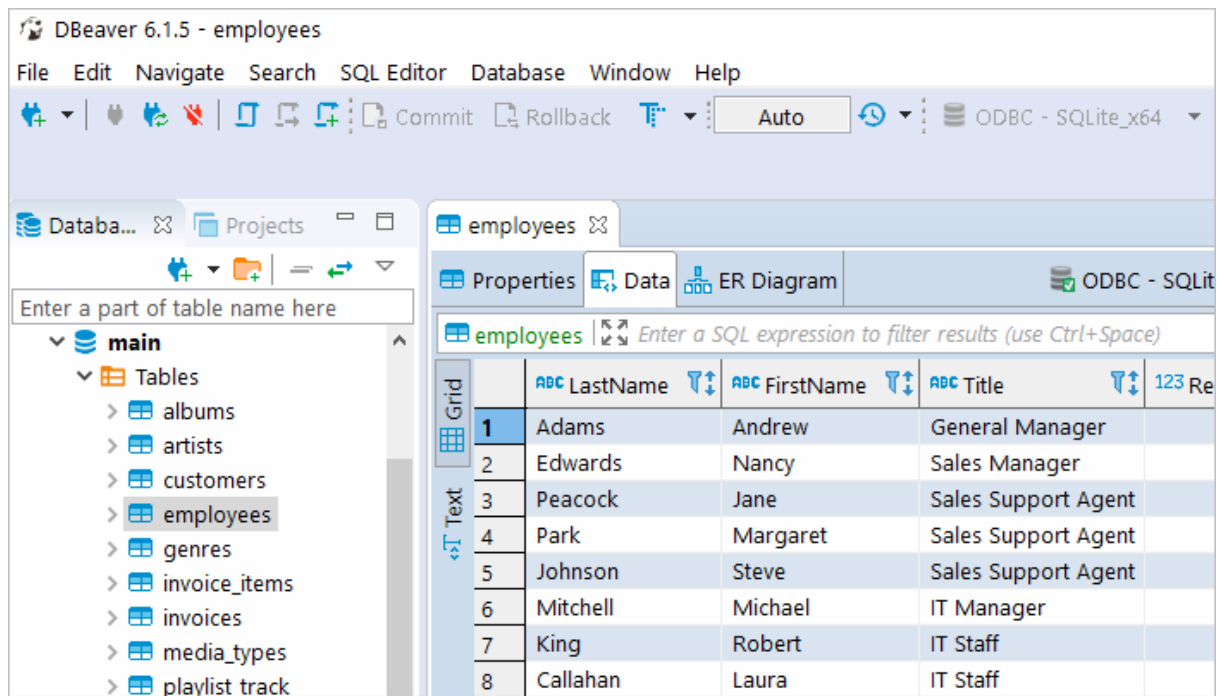 DBeaver 6.1.5 - employees
File Edit Navigate Search SQL Editor Database Window Help
Commit Rollback T Auto ODBC - SQLite_x64
Databa... Projects
employees
Properties Data ER Diagram ODBC - SQLit
Enter a part of table name here
employees Enter a SQL expression to filter results (use Ctrl+Space)
main
Tables
albums
artists
customers
employees
genres
invoice_items
invoices
media_types
playlist_track
Grid
Text
ABC LastName ABC FirstName ABC Title 123 Re
1 Adams Andrew General Manager
2 Edwards Nancy Sales Manager
3 Peacock Jane Sales Support Agent
4 Park Margaret Sales Support Agent
5 Johnson Steve Sales Support Agent
6 Mitchell Michael IT Manager
7 King Robert IT Staff
8 Callahan Laura IT Staff